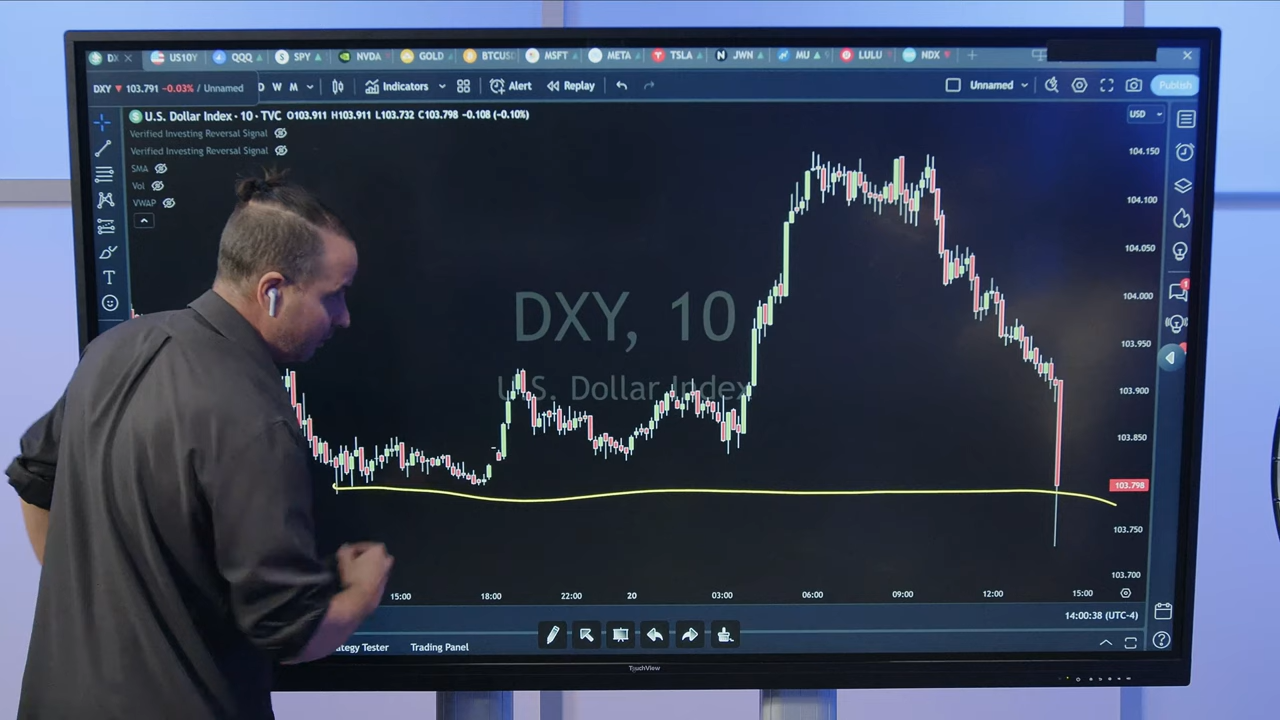 DX US10Y QQQ SPY NVDA GOLD BTCUS MSFT META TSLA JWN MU LULU NDX
DXY 103.791 -0.03% / Unnamed D W M Indicators Alert Replay Unnamed Publish
U.S. Dollar Index · 10 · TVC O103.911 H103.911 L103.732 C103.798 -0.108 (-0.10%) USD
Verified Investing Reversal Signal
Verified Investing Reversal Signal
SMA
Vol
VWAP
T
DXY, 10
U.S. Dollar Index
104.150
104.100
104.050
104.000
103.950
103.900
103.850
103.798
103.750
103.700
15:00 18:00 22:00 20 03:00 06:00 09:00 12:00 15:00
14:00:38 (UTC-4)
ategy Tester Trading Panel
TouchView